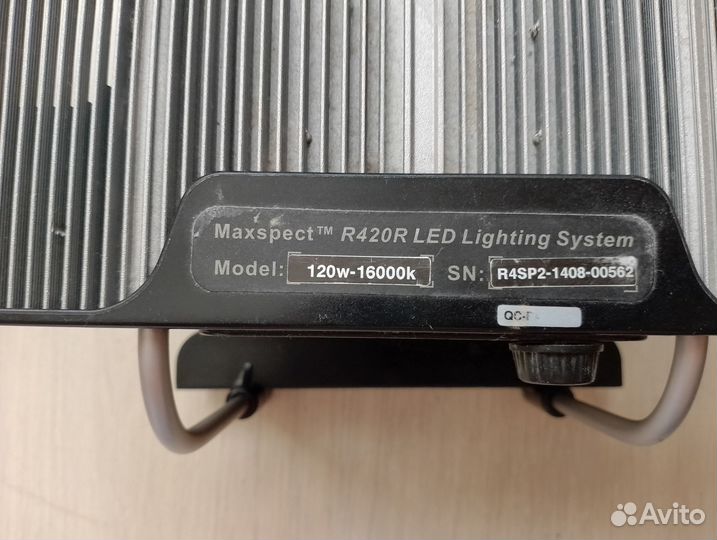 Maxspect™ R420R LED Lighting System
Model: 120w-16000k SN: R4SP2-1408-00562
Avito